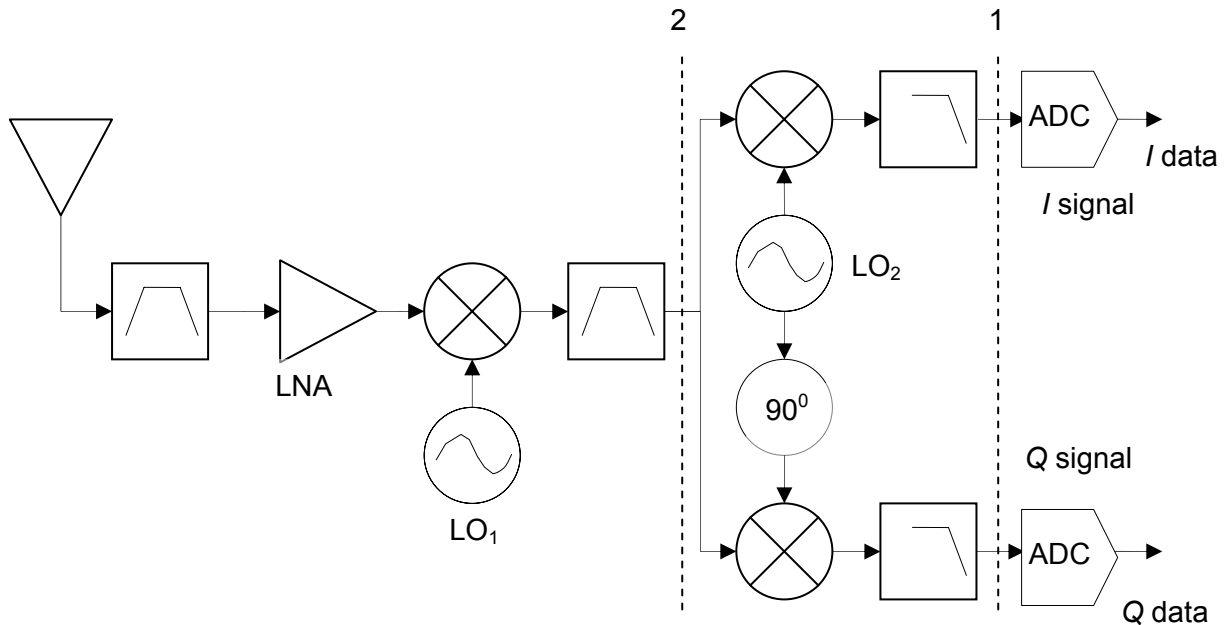 2
1
ADC
I data
I signal
LO₂
LNA
90⁰
Q signal
LO₁
ADC
Q data